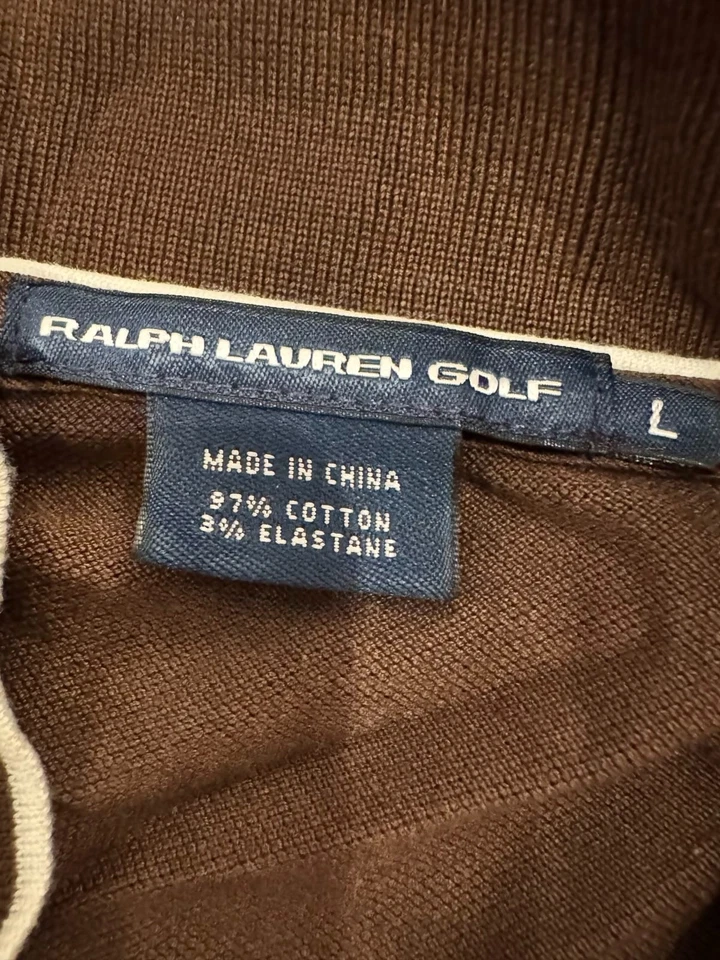 RALPH LAUREN GOLF L
MADE IN CHINA
97% COTTON
3% ELASTANE